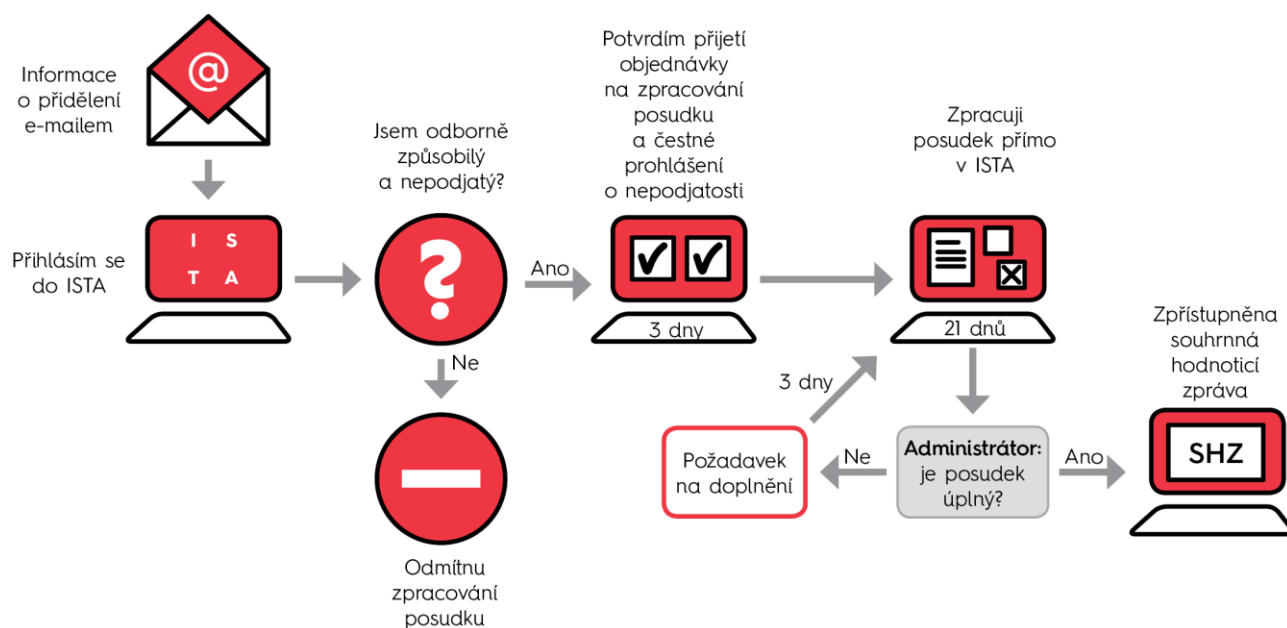 Informace
o přidělení
e-mailem
@
Přihlásím se
do ISTA
I S
T A
Jsem odborně
způsobilý
a nepodjatý?
?
Ano
Ne
Odmítnu
zpracování
posudku
Potvrdím přijetí
objednávky
na zpracování
posudku
a čestné
prohlášení
o nepodjatosti
3 dny
Zpracuji
posudek přímo
v ISTA
21 dnů
Administrátor:
je posudek
úplný?
Ne
Požadavek
na doplnění
3 dny
Ano
Zpřístupněna
souhrnná
hodnoticí
zpráva
SHZ